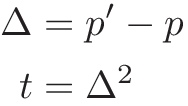 Δ = p′ − p
t = Δ²